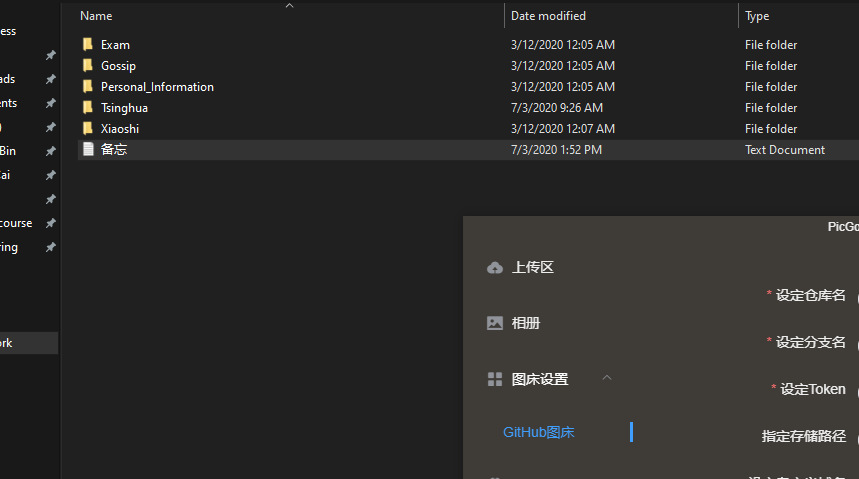 Name Date modified Type
ess
Exam 3/12/2020 12:05 AM File folder
Gossip 3/12/2020 12:05 AM File folder
ads
Personal_Information 3/12/2020 12:05 AM File folder
ents
Tsinghua 7/3/2020 9:26 AM File folder
)
Xiaoshi 3/12/2020 12:07 AM File folder
Bin
备忘 7/3/2020 1:52 PM Text Document
Cai
course
ring
ork
PicGo
上传区
设定仓库名
相册
设定分支名
图床设置
设定Token
GitHub图床
指定存储路径